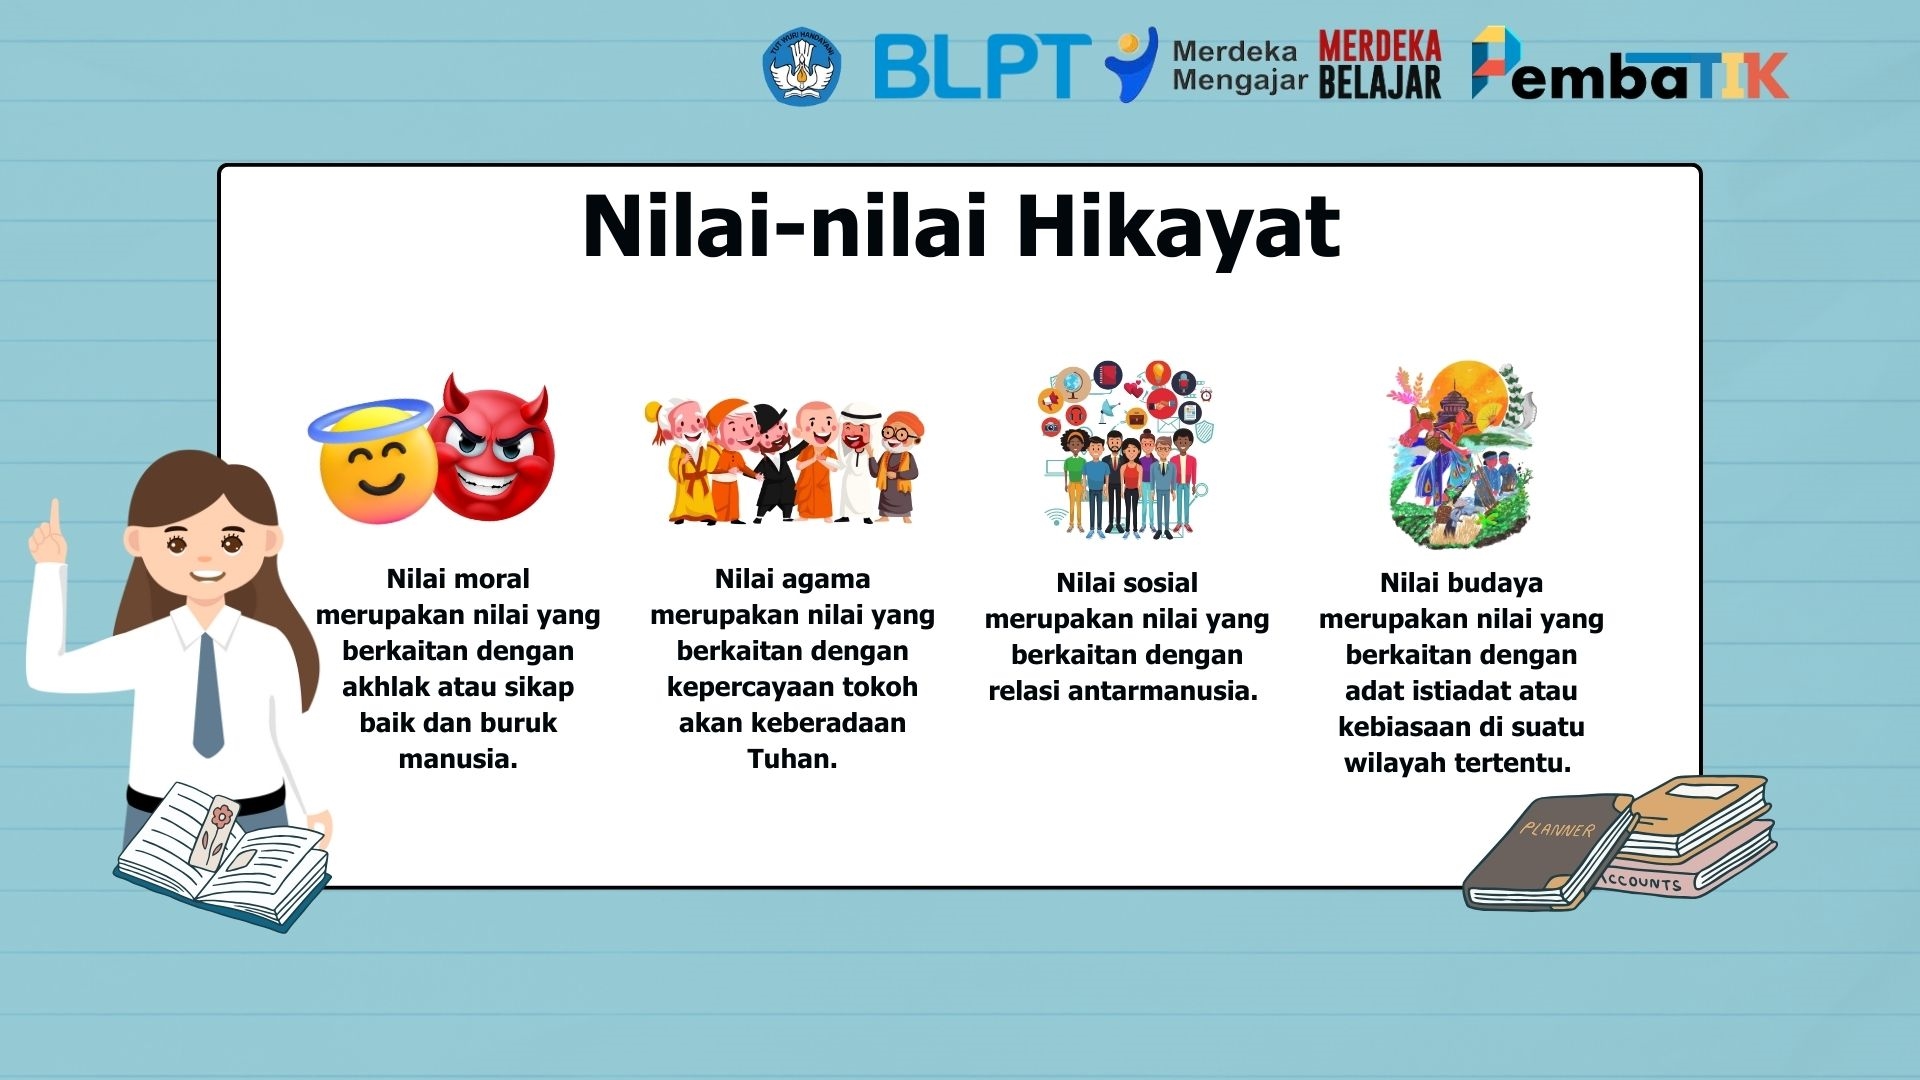 TUT WURI HANDAYANI
BLPT
Merdeka
Mengajar
MERDEKA
BELAJAR
PembaTIK
Nilai-nilai Hikayat
Nilai moral
merupakan nilai yang
berkaitan dengan
akhlak atau sikap
baik dan buruk
manusia.
Nilai agama
merupakan nilai yang
berkaitan dengan
kepercayaan tokoh
akan keberadaan
Tuhan.
Nilai sosial
merupakan nilai yang
berkaitan dengan
relasi antarmanusia.
Nilai budaya
merupakan nilai yang
berkaitan dengan
adat istiadat atau
kebiasaan di suatu
wilayah tertentu.
PLANNER
ACCOUNTS